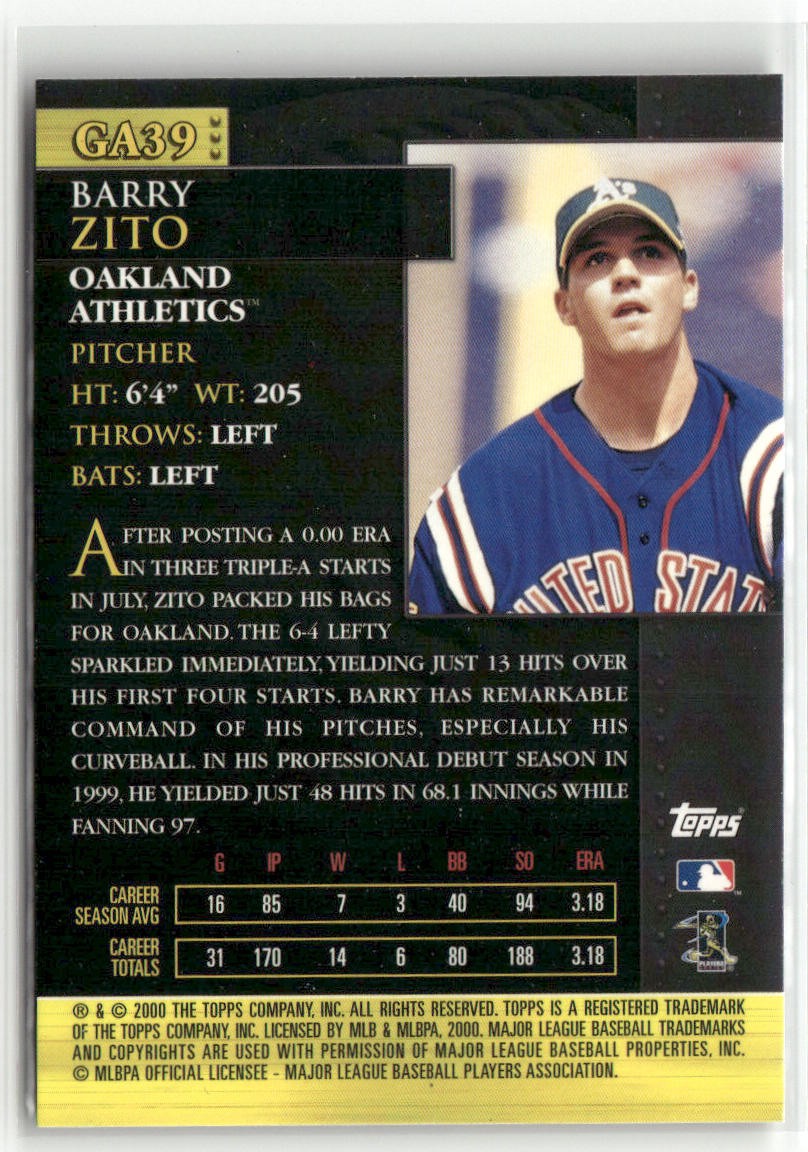 GA39
BARRY
ZITO
OAKLAND
ATHLETICS™
PITCHER
HT: 6'4" WT: 205
THROWS: LEFT
BATS: LEFT
A's
UNITED STAT
AFTER POSTING A 0.00 ERA
IN THREE TRIPLE-A STARTS
IN JULY, ZITO PACKED HIS BAGS
FOR OAKLAND. THE 6-4 LEFTY
SPARKLED IMMEDIATELY, YIELDING JUST 13 HITS OVER
HIS FIRST FOUR STARTS. BARRY HAS REMARKABLE
COMMAND OF HIS PITCHES, ESPECIALLY HIS
CURVEBALL. IN HIS PROFESSIONAL DEBUT SEASON IN
1999, HE YIELDED JUST 48 HITS IN 68.1 INNINGS WHILE
FANNING 97.
Topps®
™
G IP W L BB SO ERA
CAREER
SEASON AVG 16 85 7 3 40 94 3.18
CAREER
TOTALS 31 170 14 6 80 188 3.18
PLAYERS
® & © 2000 THE TOPPS COMPANY, INC. ALL RIGHTS RESERVED. TOPPS IS A REGISTERED TRADEMARK
OF THE TOPPS COMPANY, INC. LICENSED BY MLB & MLBPA, 2000. MAJOR LEAGUE BASEBALL TRADEMARKS
AND COPYRIGHTS ARE USED WITH PERMISSION OF MAJOR LEAGUE BASEBALL PROPERTIES, INC.
© MLBPA OFFICIAL LICENSEE - MAJOR LEAGUE BASEBALL PLAYERS ASSOCIATION.